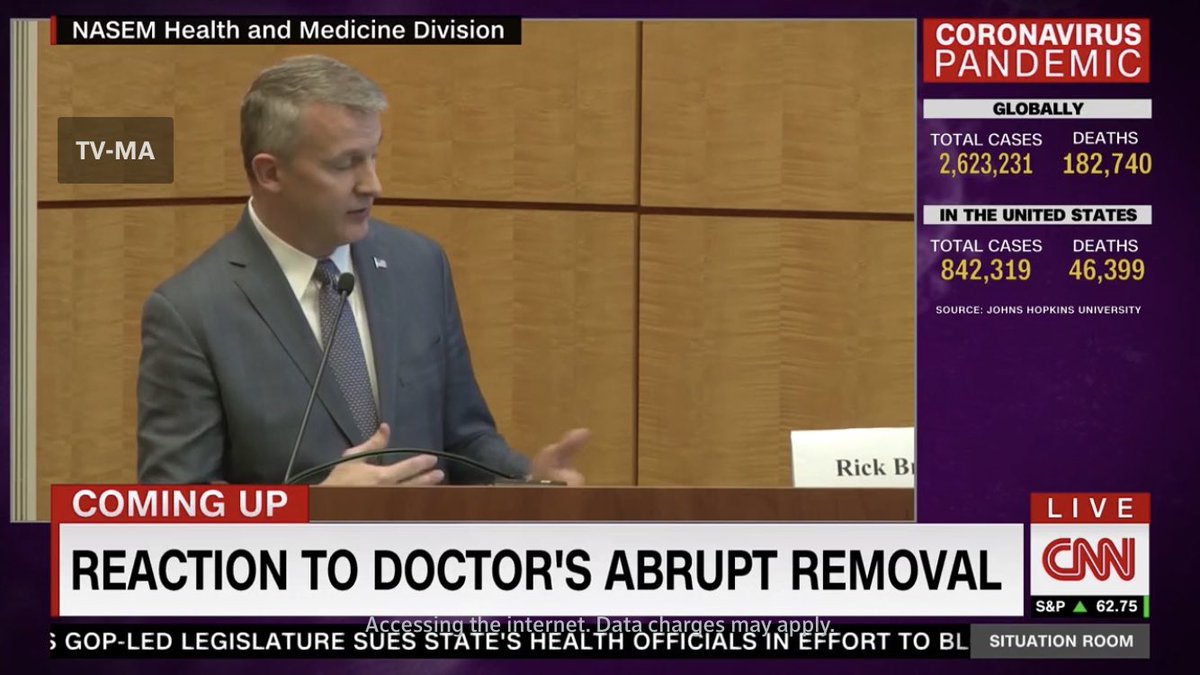 NASEM Health and Medicine Division
TV-MA
Rick Br
CORONAVIRUS
PANDEMIC
GLOBALLY
TOTAL CASES DEATHS
2,623,231 182,740
IN THE UNITED STATES
TOTAL CASES DEATHS
842,319 46,399
SOURCE: JOHNS HOPKINS UNIVERSITY
COMING UP
REACTION TO DOCTOR'S ABRUPT REMOVAL
LIVE
CNN
S&P ▲ 62.75
Accessing the internet. Data charges may apply.
S GOP-LED LEGISLATURE SUES STATE'S HEALTH OFFICIALS IN EFFORT TO BL
SITUATION ROOM